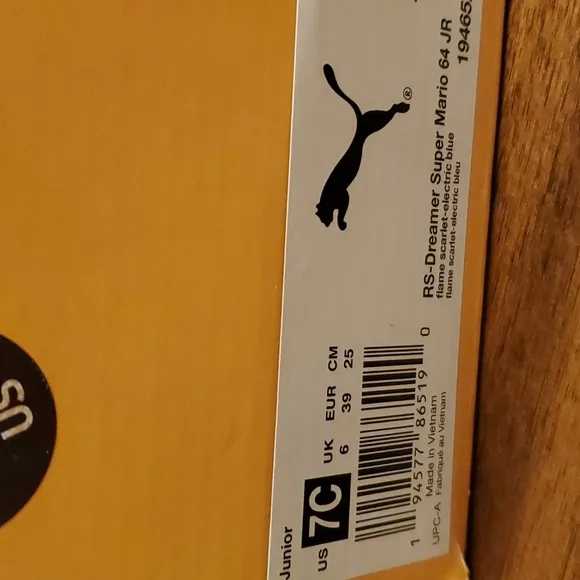 Junior
US 7C UK 6 EUR 39 CM 25
1 94577 86519 0
UPC-A Made in Vietnam
Fabriqué au Vietnam
®
RS-Dreamer Super Mario 64 JR
flame scarlet-electric blue
flame scarlet-electric bleu
19465